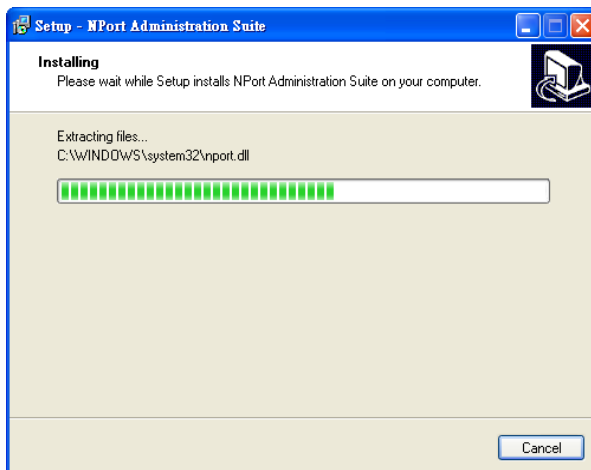 Setup - NPort Administration Suite
Installing
Please wait while Setup installs NPort Administration Suite on your computer.
Extracting files...
C:\WINDOWS\system32\nport.dll
Cancel